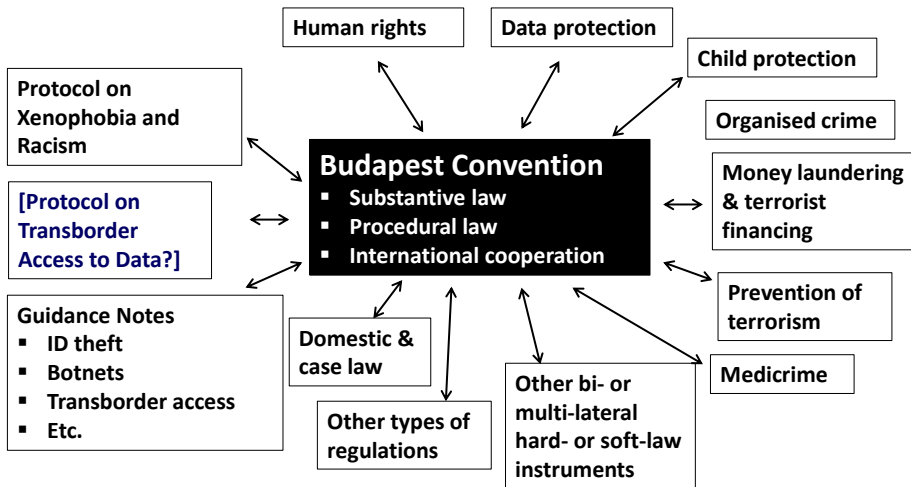 Human rights
Data protection
Child protection
Protocol on
Xenophobia and
Racism
Organised crime
Budapest Convention
▪ Substantive law
▪ Procedural law
▪ International cooperation
Money laundering
& terrorist
financing
[Protocol on
Transborder
Access to Data?]
Prevention of
terrorism
Guidance Notes
▪ ID theft
▪ Botnets
▪ Transborder access
▪ Etc.
Domestic &
case law
Medicrime
Other types of
regulations
Other bi- or
multi-lateral
hard- or soft-law
instruments